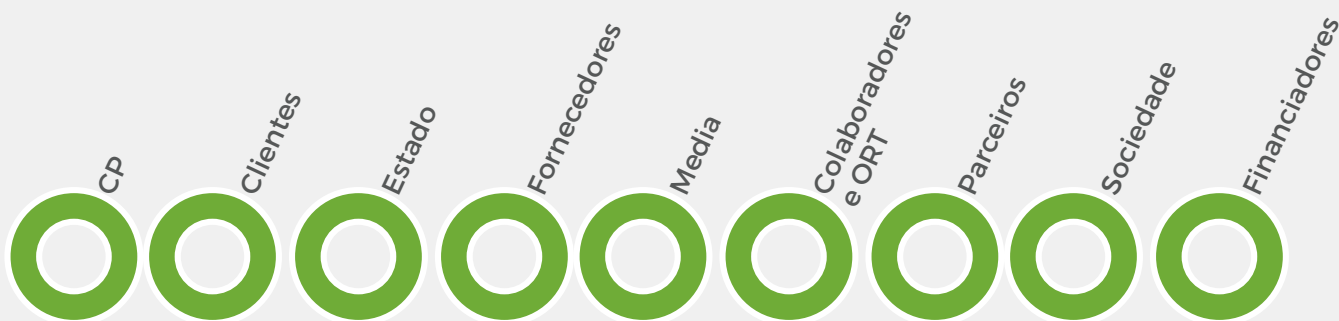 CP
Clientes
Estado
Fornecedores
Media
Colaboradores
e ORT
Parceiros
Sociedade
Financiadores